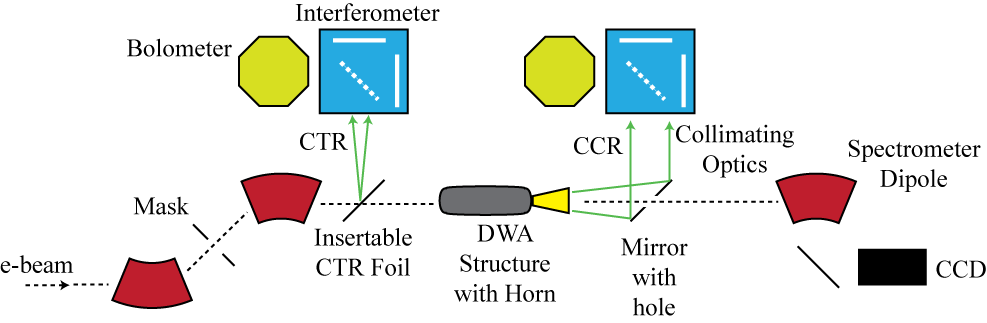 Interferometer
Bolometer
CTR
CCR
Collimating
Optics
Spectrometer
Dipole
Mask
Insertable
CTR Foil
DWA
Structure
with Horn
Mirror
with
hole
e-beam
CCD